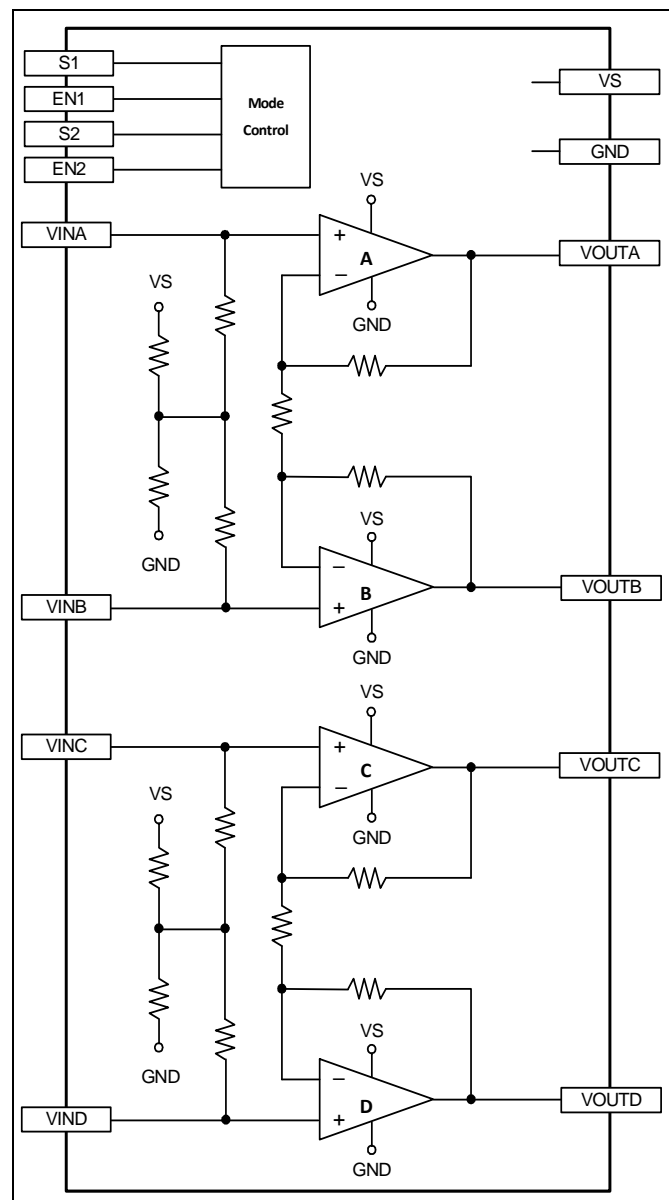 S1
EN1
S2
EN2
Mode
Control
VS
GND
VINA
VS
+
A
−
GND
VOUTA
VS
GND
VS
−
B
+
GND
VINB
VOUTB
VINC
VS
+
C
−
GND
VOUTC
VS
GND
VS
−
D
+
GND
VIND
VOUTD